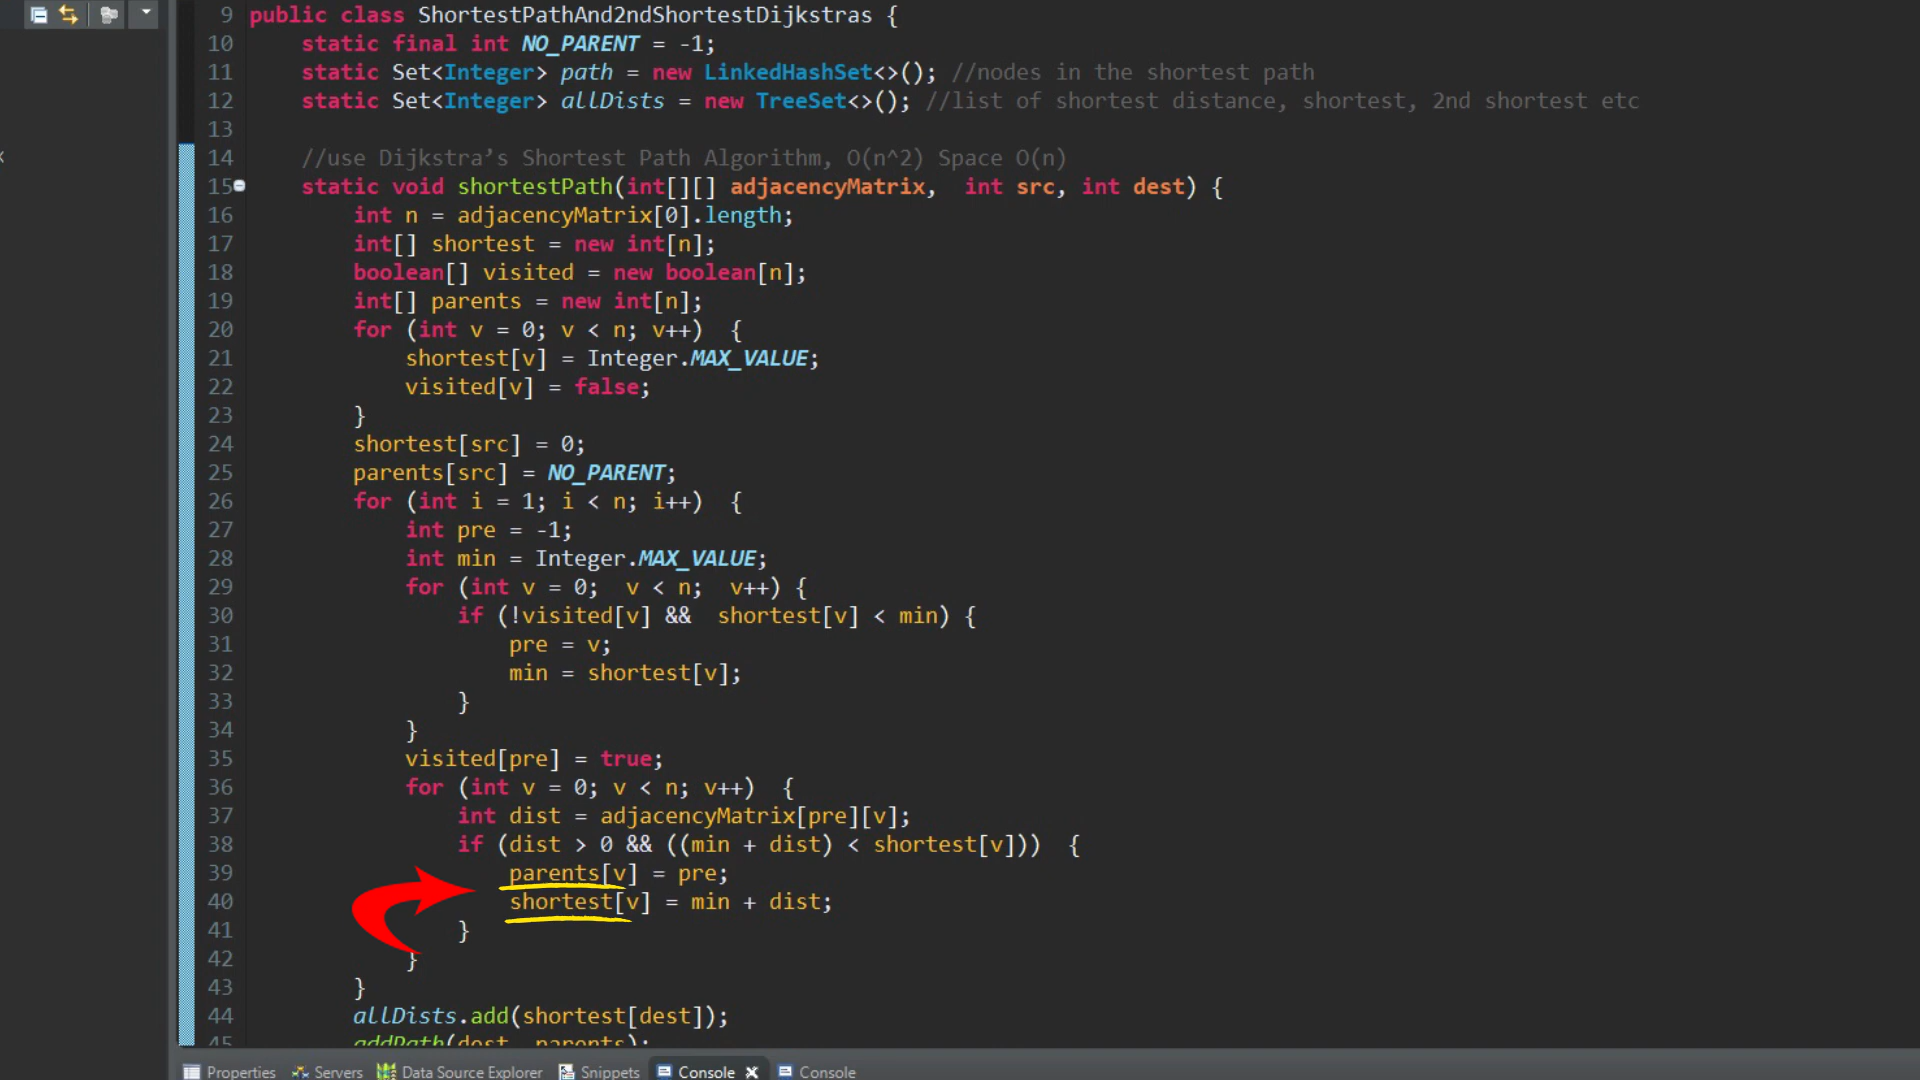 9 public class ShortestPathAnd2ndShortestDijkstras {
10 static final int NO_PARENT = -1;
11 static Set<Integer> path = new LinkedHashSet<>(); //nodes in the shortest path
12 static Set<Integer> allDists = new TreeSet<>(); //list of shortest distance, shortest, 2nd shortest etc
13
14 //use Dijkstra’s Shortest Path Algorithm, O(n^2) Space O(n)
15 static void shortestPath(int[][] adjacencyMatrix,  int src, int dest) {
16 int n = adjacencyMatrix[0].length;
17 int[] shortest = new int[n];
18 boolean[] visited = new boolean[n];
19 int[] parents = new int[n];
20 for (int v = 0; v < n; v++)  {
21 shortest[v] = Integer.MAX_VALUE;
22 visited[v] = false;
23 }
24 shortest[src] = 0;
25 parents[src] = NO_PARENT;
26 for (int i = 1; i < n; i++)  {
27 int pre = -1;
28 int min = Integer.MAX_VALUE;
29 for (int v = 0;  v < n;  v++) {
30 if (!visited[v] &&  shortest[v] < min) {
31 pre = v;
32 min = shortest[v];
33 }
34 }
35 visited[pre] = true;
36 for (int v = 0; v < n; v++)  {
37 int dist = adjacencyMatrix[pre][v];
38 if (dist > 0 && ((min + dist) < shortest[v]))  {
39 parents[v] = pre;
40 shortest[v] = min + dist;
41 }
42 }
43 }
44 allDists.add(shortest[dest]);
45 addPath(dest, parents);
Properties Servers Data Source Explorer Snippets Console Console